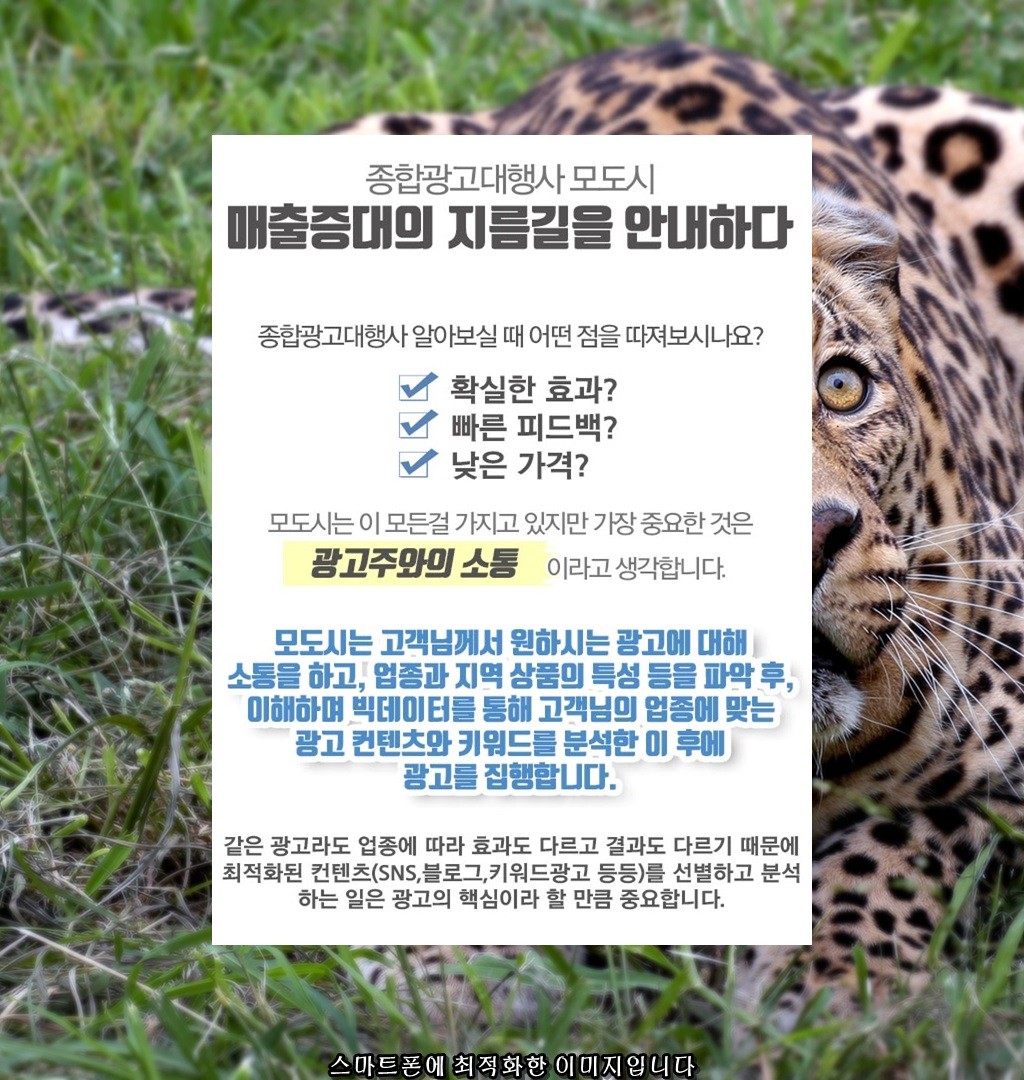 종합광고대행사 모도시
매출증대의 지름길을 안내하다
종합광고대행사 알아보실 때 어떤 점을 따져보시나요?
확실한 효과?
빠른 피드백?
낮은 가격?
모도시는 이 모든걸 가지고 있지만 가장 중요한 것은
광고주와의 소통 이라고 생각합니다.
모도시는 고객님께서 원하시는 광고에 대해
소통을 하고, 업종과 지역 상품의 특성 등을 파악 후,
이해하며 빅데이터를 통해 고객님의 업종에 맞는
광고 컨텐츠와 키워드를 분석한 이 후에
광고를 집행합니다.
같은 광고라도 업종에 따라 효과도 다르고 결과도 다르기 때문에
최적화된 컨텐츠(SNS,블로그,키워드광고 등등)를 선별하고 분석
하는 일은 광고의 핵심이라 할 만큼 중요합니다.
스마트폰에 최적화한 이미지입니다